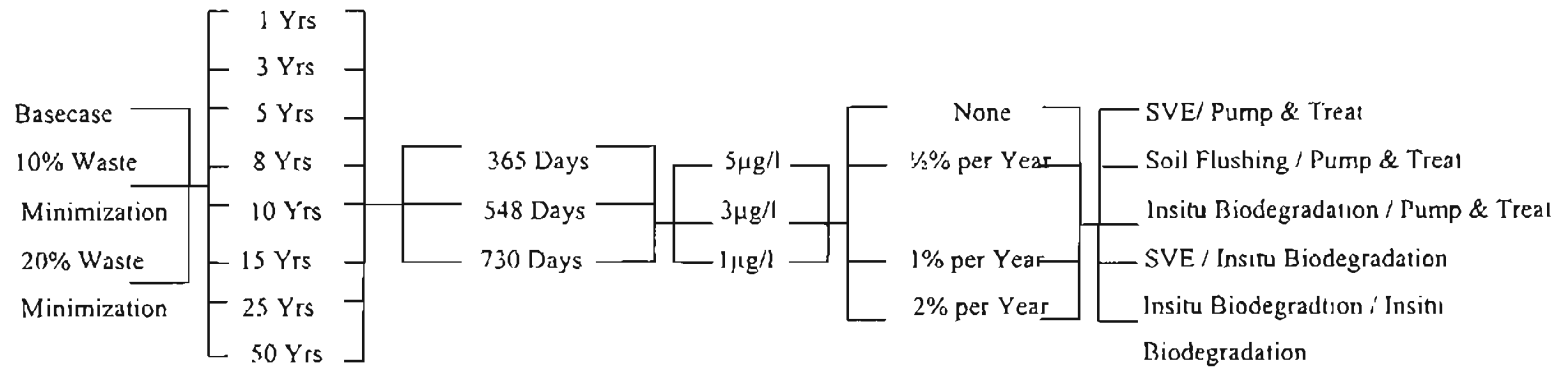 Basecase
10% Waste
Minimization
20% Waste
Minimization
1 Yrs
3 Yrs
5 Yrs
8 Yrs
10 Yrs
15 Yrs
25 Yrs
50 Yrs
365 Days
548 Days
730 Days
5µg/l
3µg/l
1µg/l
None
½% per Year
1% per Year
2% per Year
SVE/ Pump & Treat
Soil Flushing / Pump & Treat
Insitu Biodegradation / Pump & Treat
SVE / Insitu Biodegradation
Insitu Biodegradtion / Insitu
Biodegradation